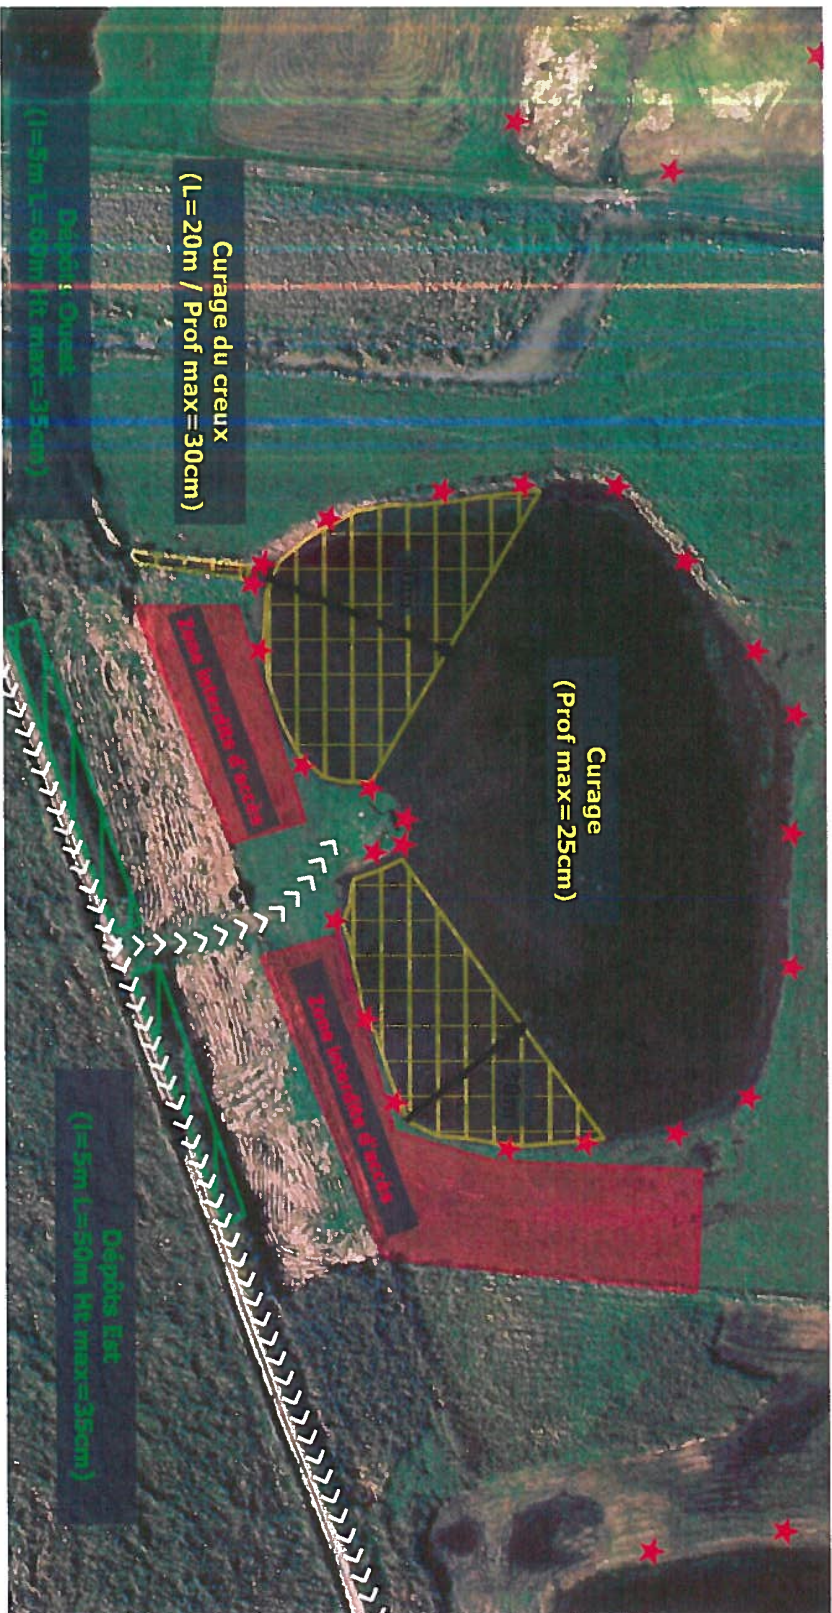 Curage du creux
(L=20m / Prof max=30cm)
Curage
(Prof max=25cm)
Zone interdite d'accès
Zone interdite d'accès
Dépôts Ouest
(l=5m L=60m Ht max=35cm)
Dépôts Est
(l=5m L=50m Ht max=35cm)